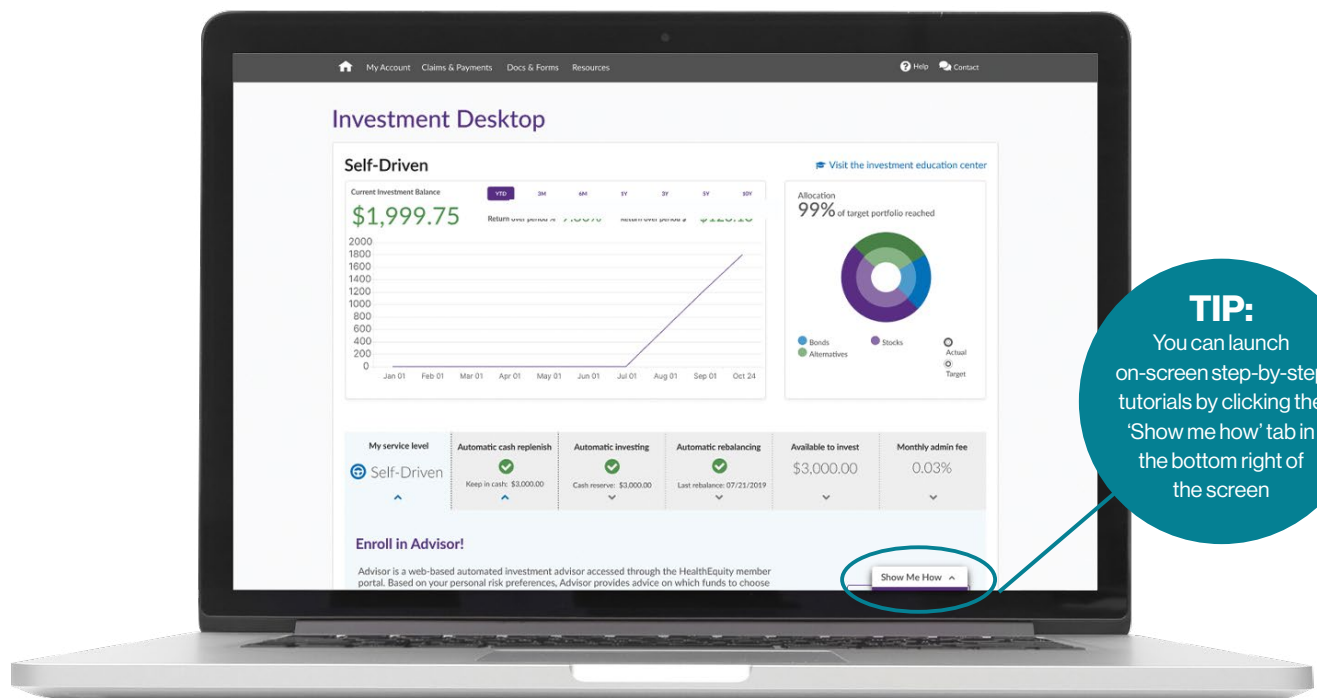 My Account Claims & Payments Docs & Forms Resources
Help Contact
Investment Desktop
Self-Driven
Visit the investment education center
Current Investment Balance
$1,999.75
YTD 3M 6M 1Y 3Y 5Y 10Y
Return over period % Return over period $
2000
1800
1600
1400
1200
1000
800
600
400
200
0
Jan 01 Feb 01 Mar 01 Apr 01 May 01 Jun 01 Jul 01 Aug 01 Sep 01 Oct 24
Allocation
99% of target portfolio reached
Bonds Stocks
Alternatives
Actual
Target
My service level
Self-Driven
Automatic cash replenish
Keep in cash: $3,000.00
Automatic investing
Cash reserve: $3,000.00
Automatic rebalancing
Last rebalance: 07/21/2019
Available to invest
$3,000.00
Monthly admin fee
0.03%
Enroll in Advisor!
Advisor is a web-based automated investment advisor accessed through the HealthEquity member
portal. Based on your personal risk preferences, Advisor provides advice on which funds to choose
Show Me How
TIP:
You can launch
on-screen step-by-step
tutorials by clicking the
‘Show me how’ tab in
the bottom right of
the screen